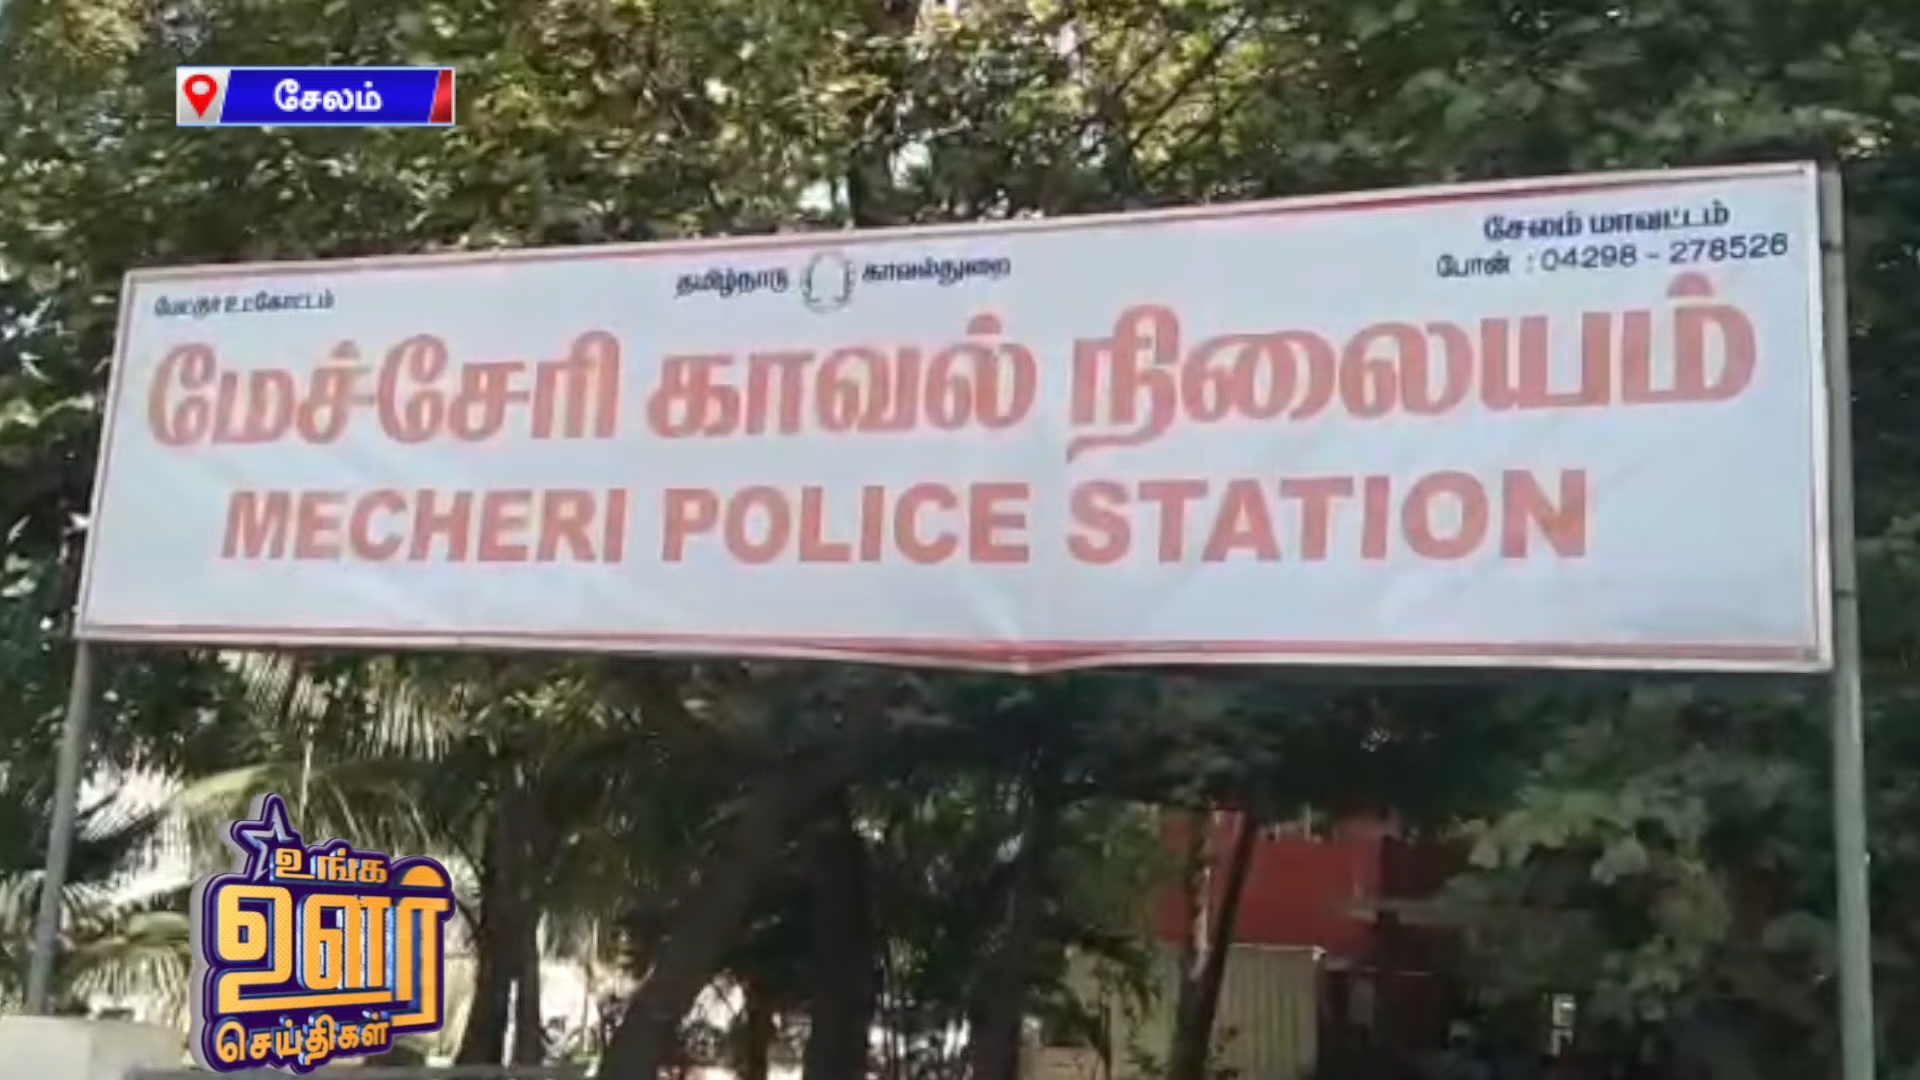 சேலம்
சேலம் மாவட்டம்
போன் : 04298 - 278526
தமிழ்நாடு காவல்துறை
மேட்டூர் உட்கோட்டம்
மேச்சேரி காவல் நிலையம்
MECHERI POLICE STATION
உங்க
ஊர்
செய்திகள்